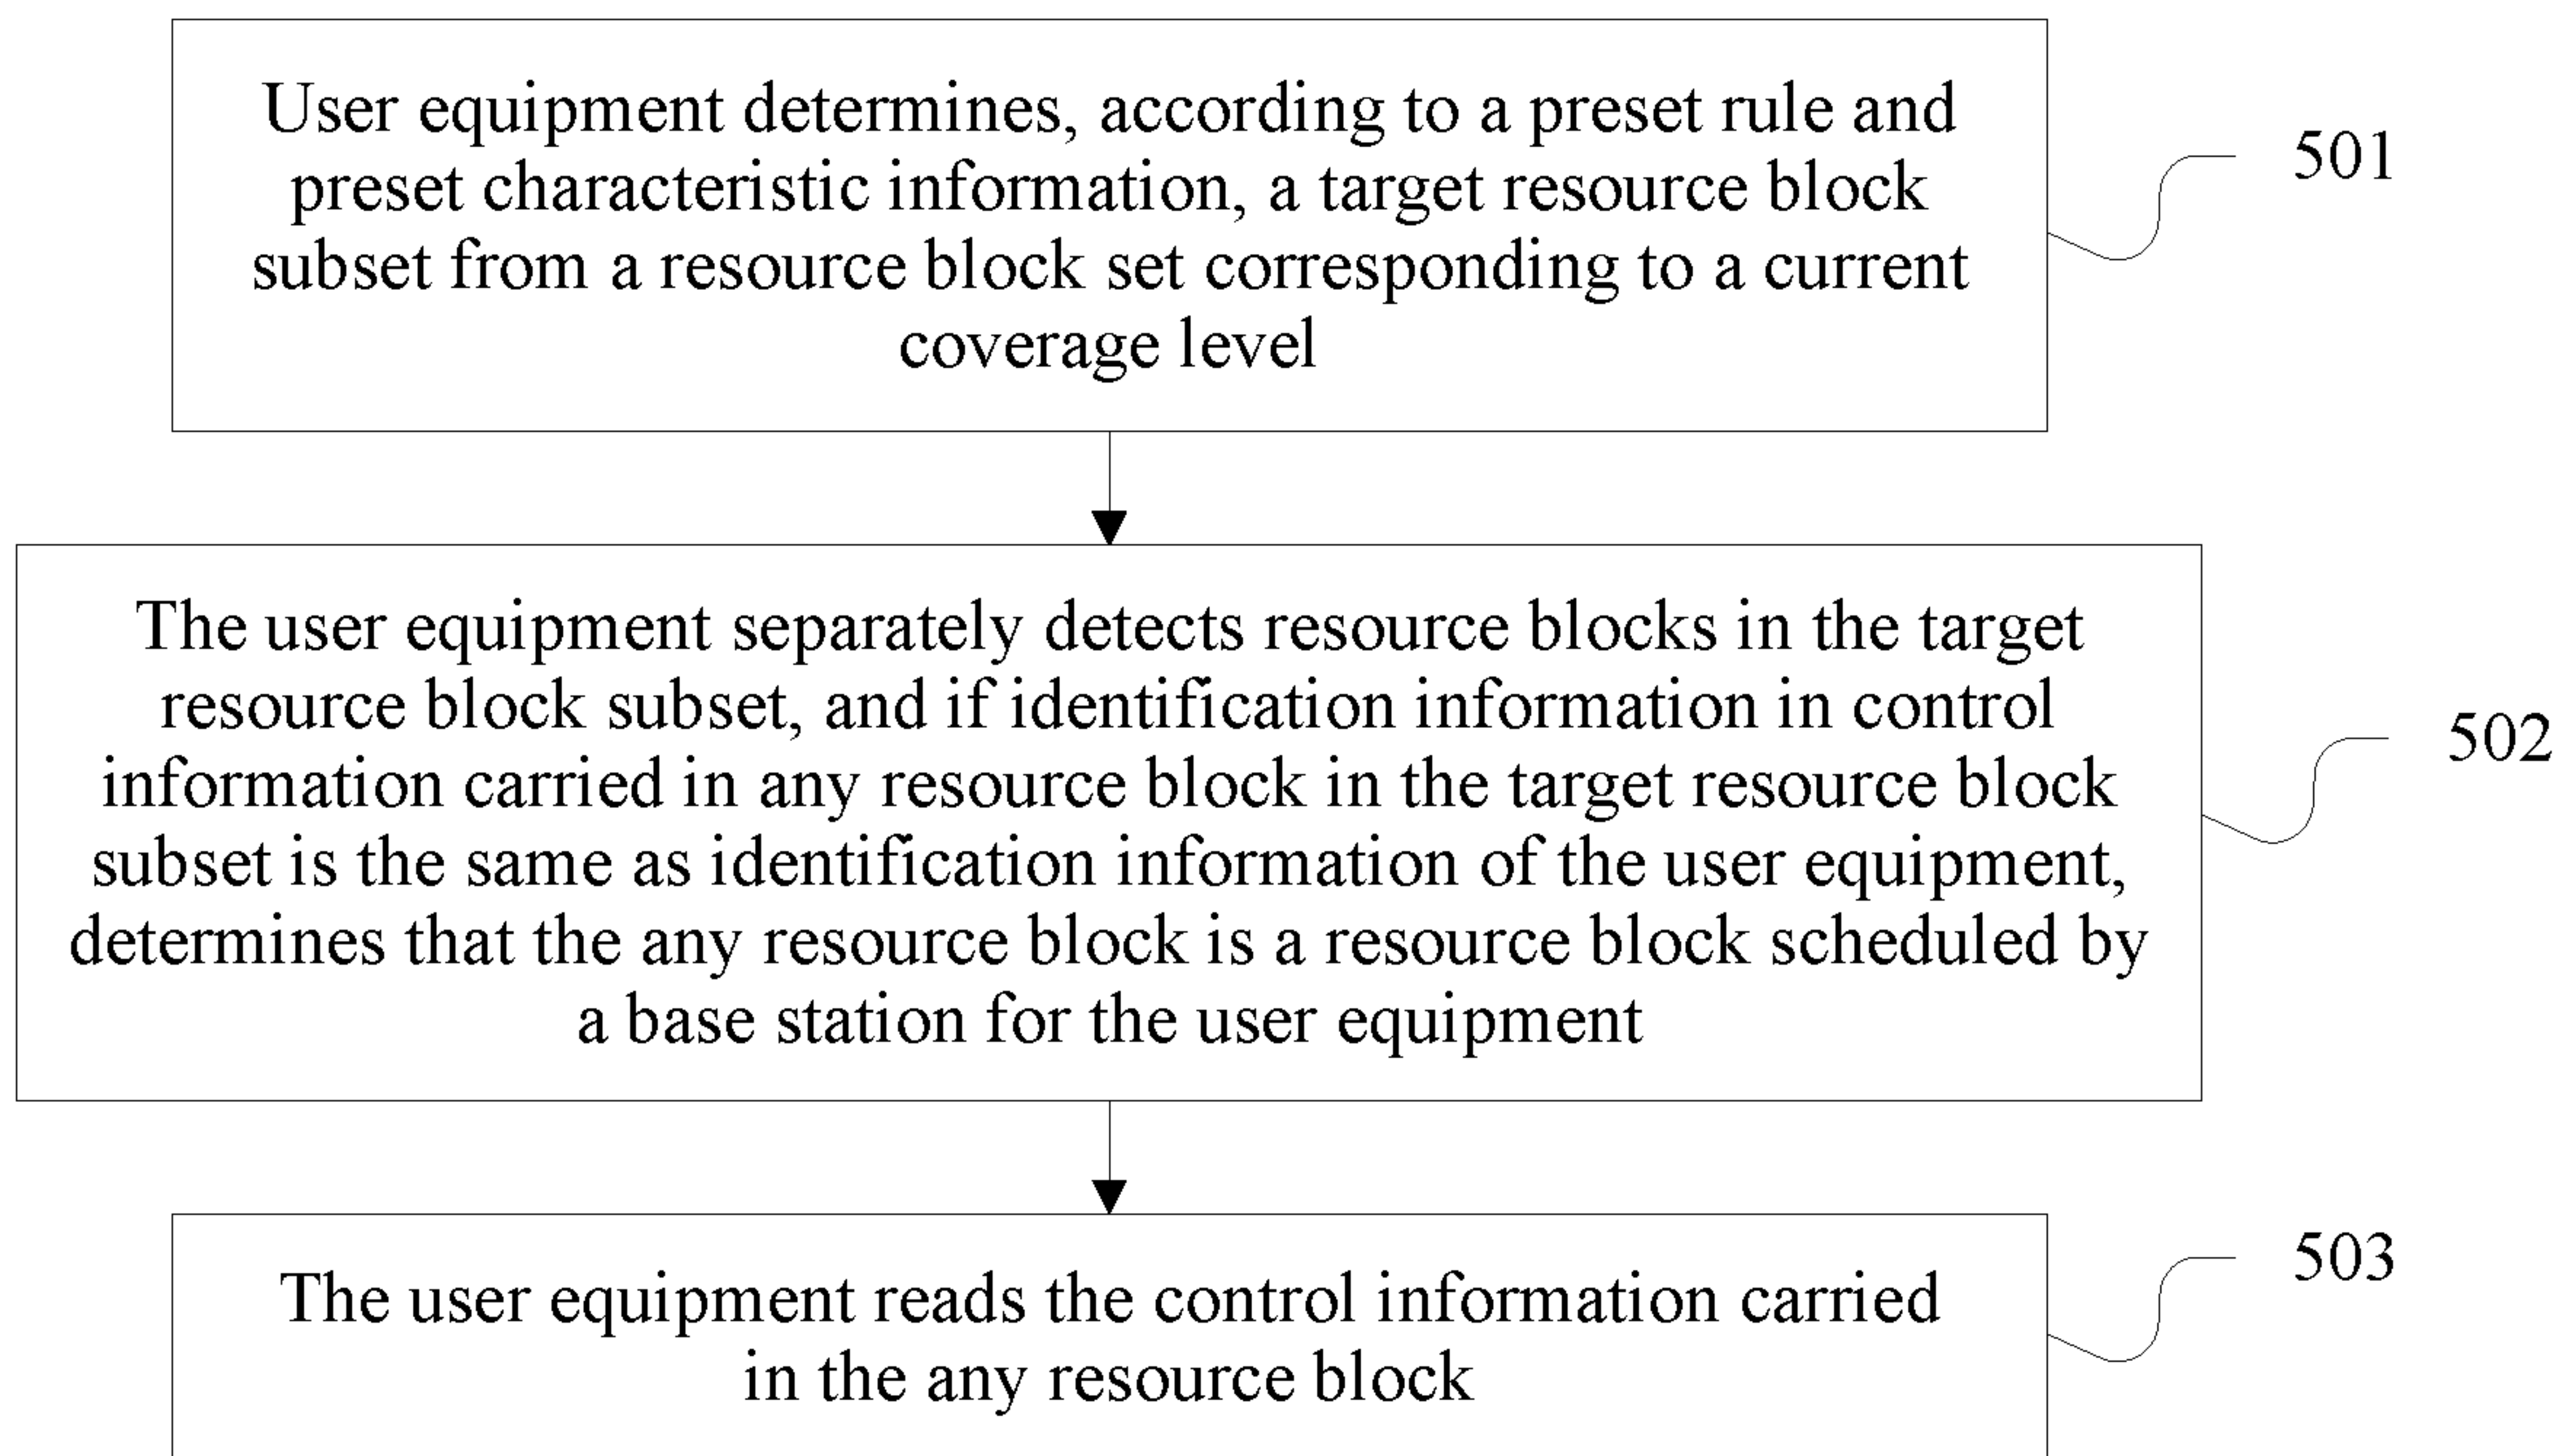 User equipment determines, according to a preset rule and
preset characteristic information, a target resource block
subset from a resource block set corresponding to a current
coverage level
501
The user equipment separately detects resource blocks in the target
resource block subset, and if identification information in control
information carried in any resource block in the target resource block
subset is the same as identification information of the user equipment,
determines that the any resource block is a resource block scheduled by
a base station for the user equipment
502
The user equipment reads the control information carried
in the any resource block
503